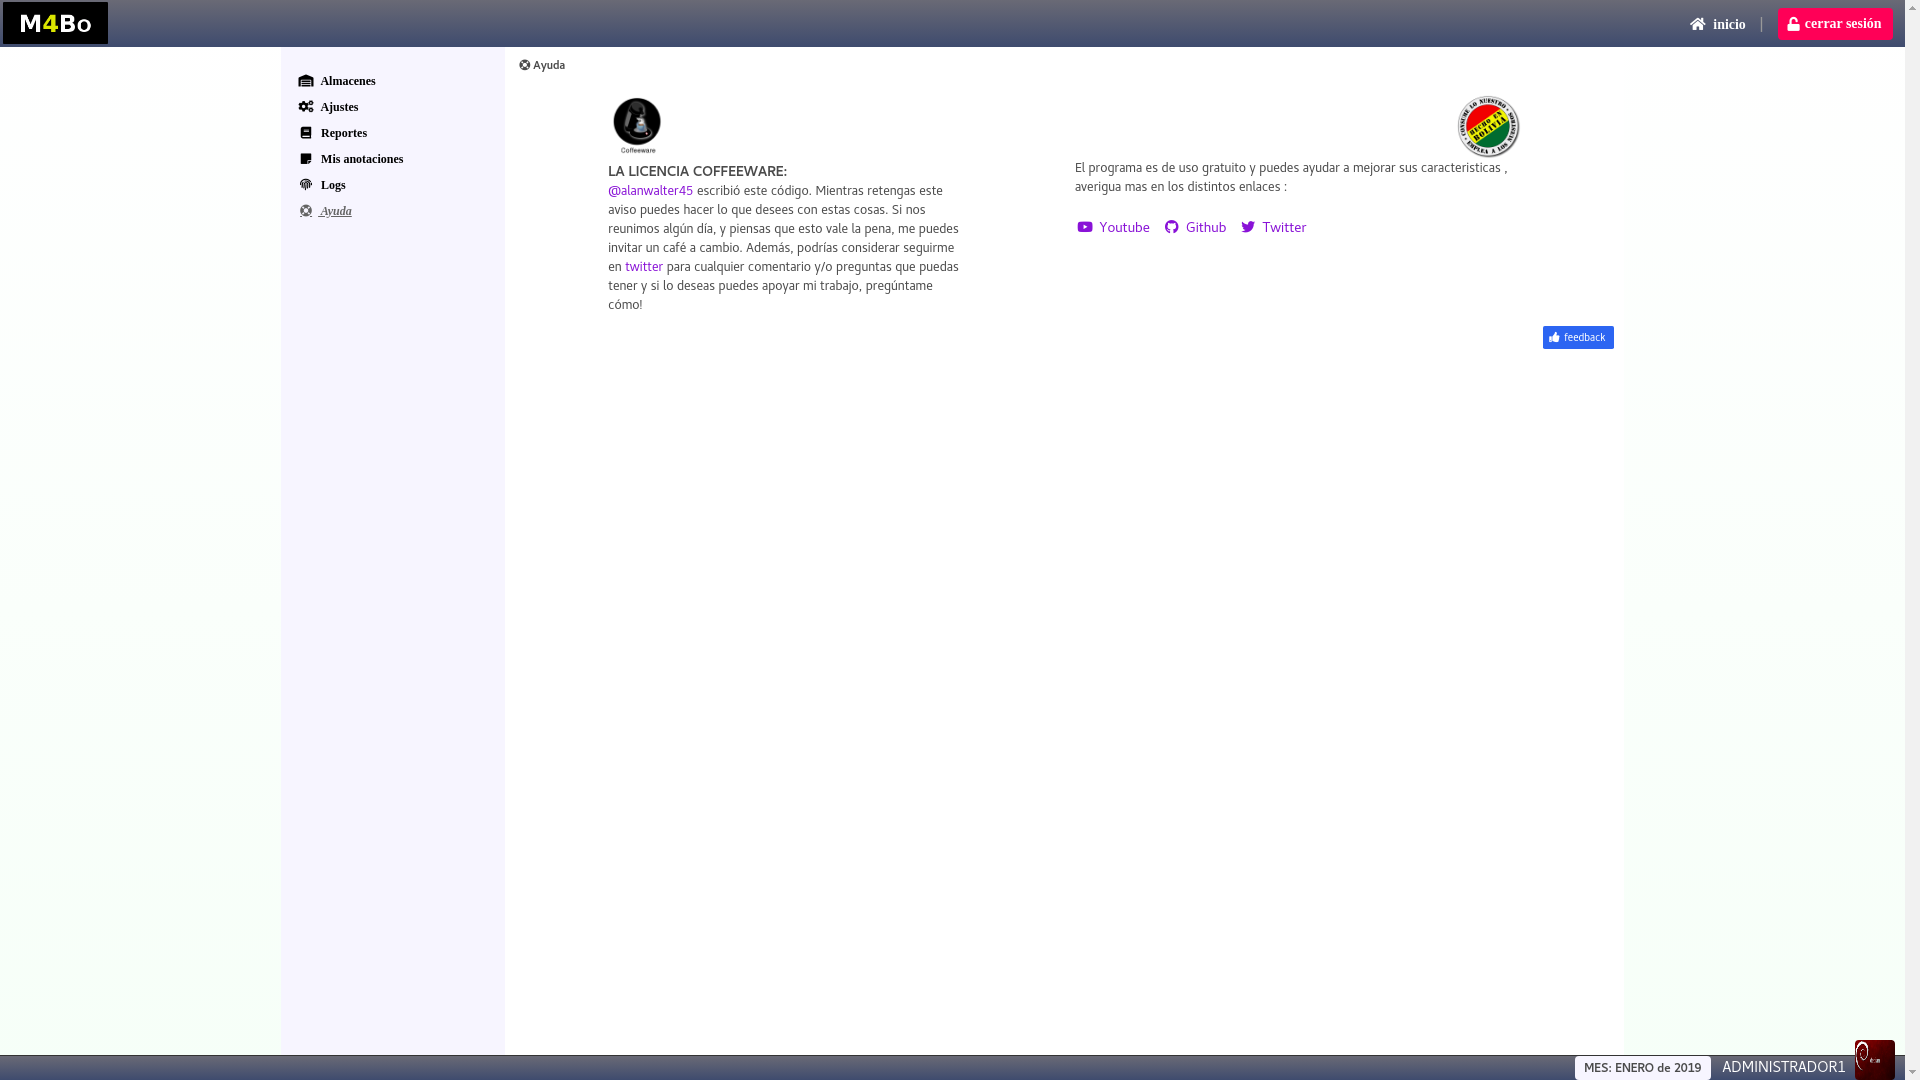 M4Bo
inicio | cerrar sesión
Almacenes
Ajustes
Reportes
Mis anotaciones
Logs
Ayuda
Ayuda
Coffeeware
LA LICENCIA COFFEEWARE:
@alanwalter45 escribió este código. Mientras retengas este
aviso puedes hacer lo que desees con estas cosas. Si nos
reunimos algún día, y piensas que esto vale la pena, me puedes
invitar un café a cambio. Además, podrías considerar seguirme
en twitter para cualquier comentario y/o preguntas que puedas
tener y si lo deseas puedes apoyar mi trabajo, pregúntame
cómo!
CONSUME LO NUESTRO
HECHO EN
BOLIVIA
EMPLEA A LOS NUESTROS
El programa es de uso gratuito y puedes ayudar a mejorar sus caracteristicas ,
averigua mas en los distintos enlaces :
Youtube Github Twitter
feedback
MES: ENERO de 2019 ADMINISTRADOR1